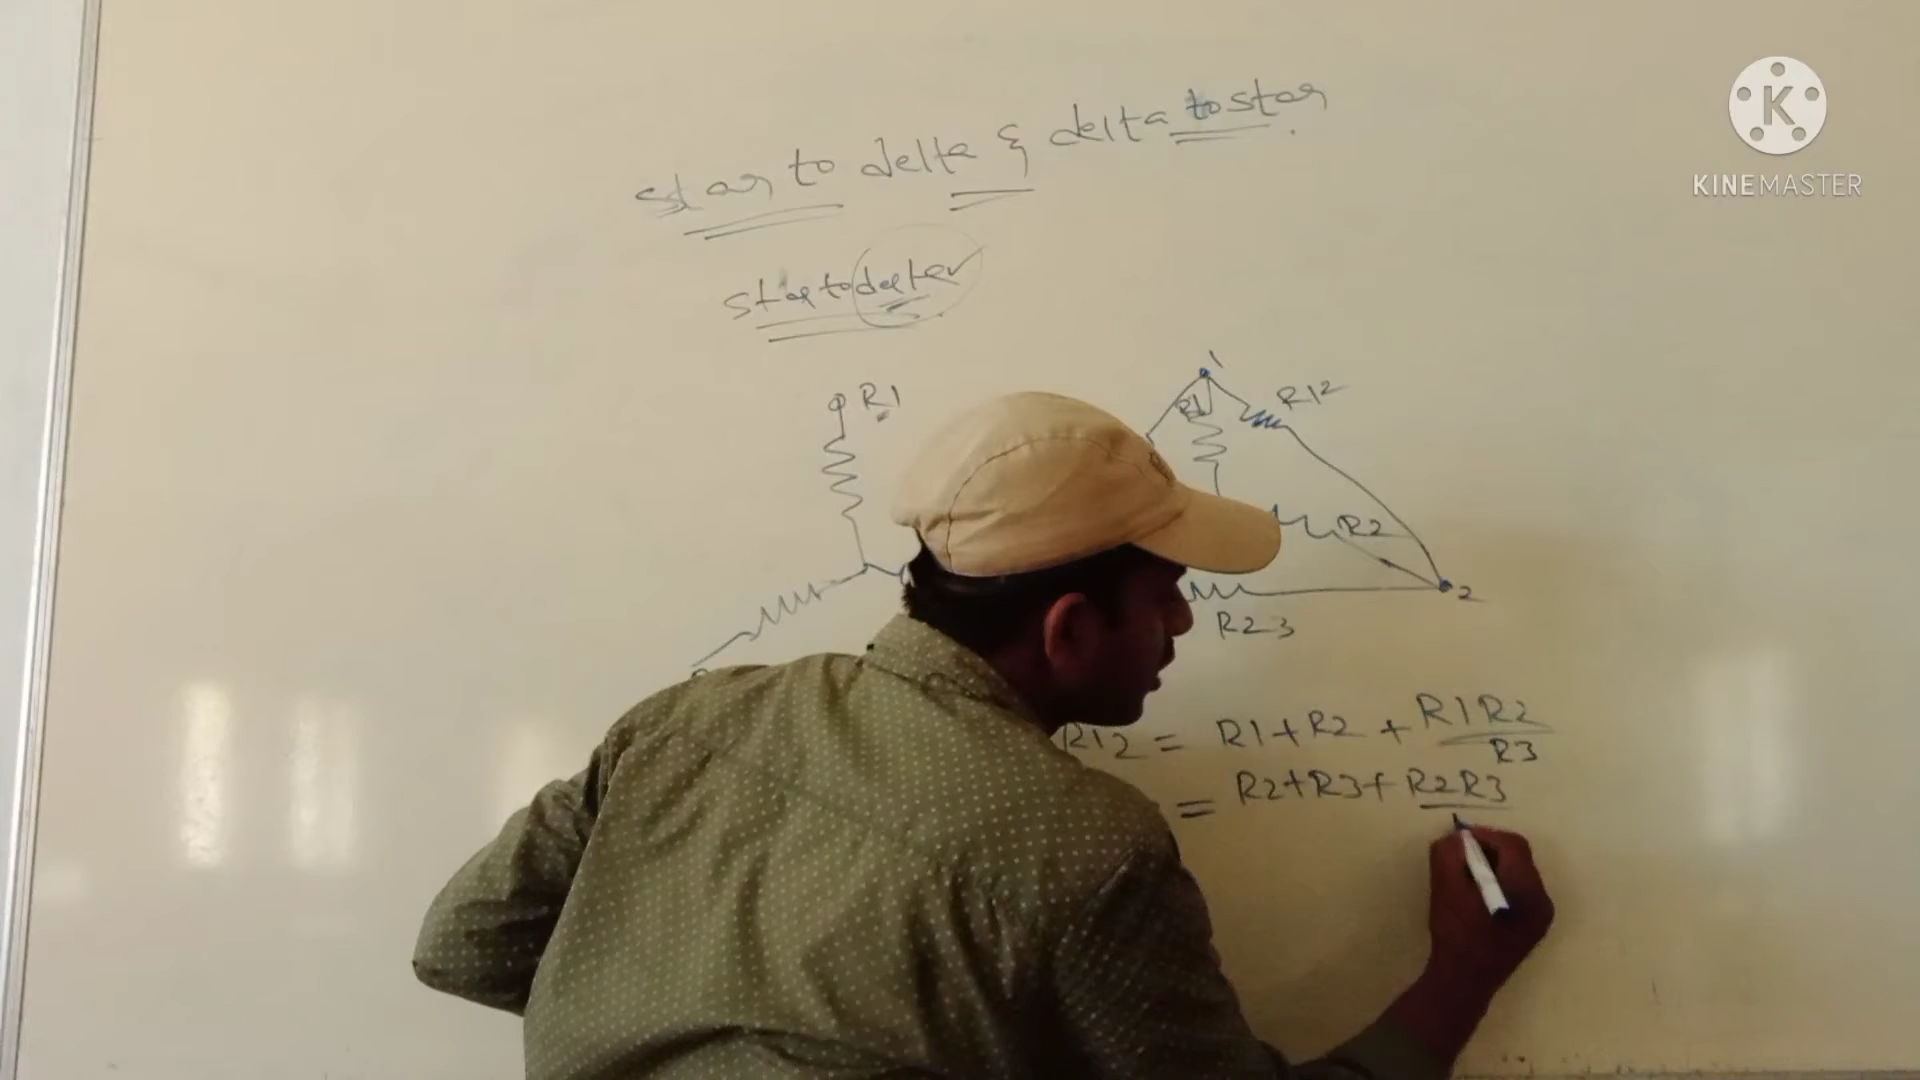 star to delta & delta to star
star to delta
R1
1
R12
R1
R2
2
R23
R12 = R1+R2 + R1R2
R3
= R2+R3+ R2R3
KINEMASTER